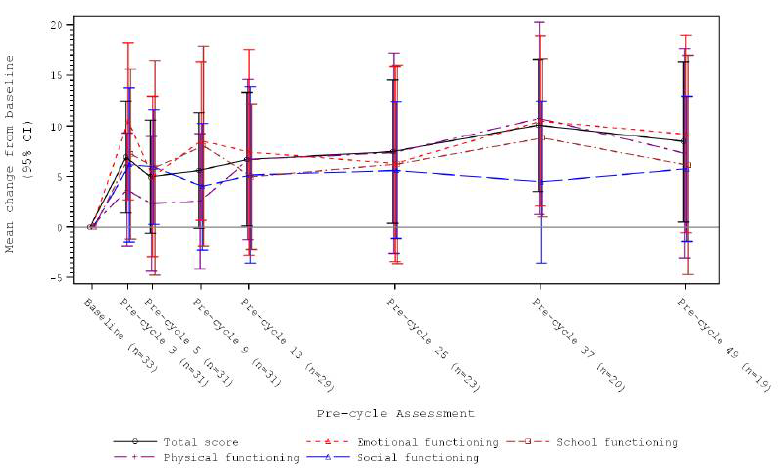 Mean change from baseline
(95% CI)
20
15
10
5
0
-5
Baseline (n=33)
Pre-cycle 3 (n=31)
Pre-cycle 5 (n=31)
Pre-cycle 9 (n=31)
Pre-cycle 13 (n=29)
Pre-cycle 25 (n=23)
Pre-cycle 37 (n=20)
Pre-cycle 49 (n=19)
Pre-cycle Assessment
Total score Emotional functioning School functioning
Physical functioning Social functioning